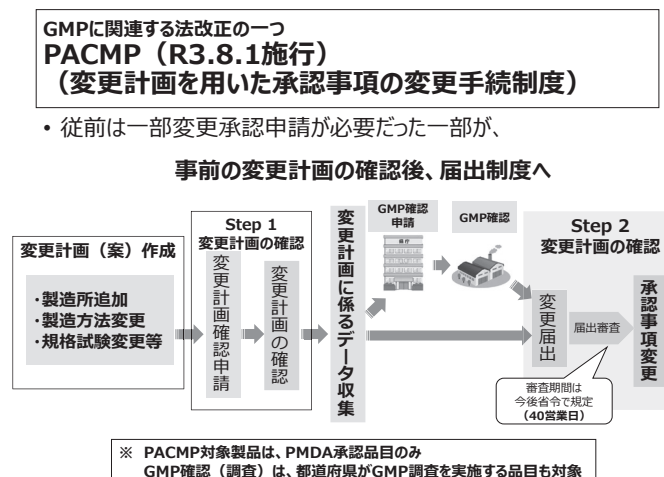 GMPに関連する法改正の一つ
PACMP（R3.8.1施行）
（変更計画を用いた承認事項の変更手続制度）
• 従前は一部変更承認申請が必要だった一部が、
事前の変更計画の確認後、届出制度へ
変更計画（案）作成
・製造所追加
・製造方法変更
・規格試験変更等
Step 1
変更計画の確認
変更計画確認申請
変更計画の確認
変更計画に係るデータ収集
GMP確認
申請
GMP確認
Step 2
変更計画の確認
変更届出
届出審査
承認事項変更
審査期間は
今後省令で規定
（40営業日）
※ PACMP対象製品は、PMDA承認品目のみ
GMP確認（調査）は、都道府県がGMP調査を実施する品目も対象